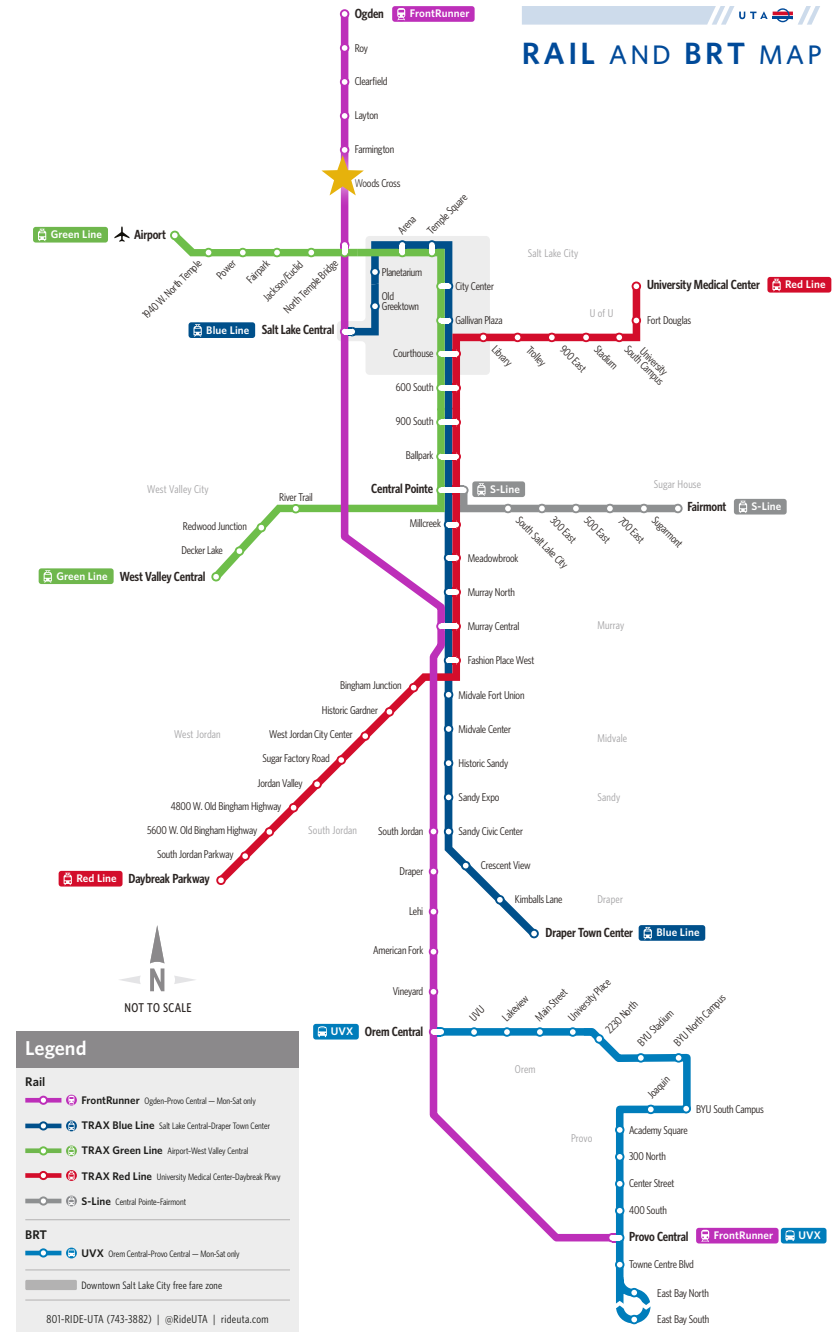 UTA
RAIL AND BRT MAP
Ogden
FrontRunner
Roy
Clearfield
Layton
Farmington
Woods Cross
Green Line
Airport
1940 W. North Temple
Power
Fairpark
Jackson/Euclid
North Temple Bridge
Arena
Temple Square
Salt Lake City
Planetarium
Old
Greektown
City Center
Gallivan Plaza
Blue Line
Salt Lake Central
Courthouse
University Medical Center
Red Line
U of U
Fort Douglas
Library
Trolley
900 East
Stadium
University
South Campus
600 South
900 South
Ballpark
Central Pointe
S-Line
West Valley City
Sugar House
River Trail
Fairmont
S-Line
South Salt Lake City
300 East
500 East
700 East
Sugarmont
Redwood Junction
Decker Lake
Green Line
West Valley Central
Millcreek
Meadowbrook
Murray North
Murray Central
Murray
Fashion Place West
Bingham Junction
Historic Gardner
West Jordan
West Jordan City Center
Sugar Factory Road
Jordan Valley
4800 W. Old Bingham Highway
5600 W. Old Bingham Highway
South Jordan
South Jordan Parkway
Red Line
Daybreak Parkway
Midvale Fort Union
Midvale Center
Midvale
Historic Sandy
Sandy Expo
Sandy
South Jordan
Sandy Civic Center
Crescent View
Draper
Kimballs Lane
Draper
Lehi
Draper Town Center
Blue Line
American Fork
Vineyard
N
NOT TO SCALE
UVX
Orem Central
UVU
Lakeview
Main Street
University Place
2230 North
BYU Stadium
BYU North Campus
Orem
Joaquin
BYU South Campus
Provo
Academy Square
300 North
Center Street
400 South
Provo Central
FrontRunner
UVX
Towne Centre Blvd
East Bay North
East Bay South
Legend
Rail
FrontRunner Ogden-Provo Central — Mon-Sat only
TRAX Blue Line Salt Lake Central-Draper Town Center
TRAX Green Line Airport-West Valley Central
TRAX Red Line University Medical Center-Daybreak Pkwy
S-Line Central Pointe-Fairmont
BRT
UVX Orem Central-Provo Central — Mon-Sat only
Downtown Salt Lake City free fare zone
801-RIDE-UTA (743-3882) | @RideUTA | rideuta.com